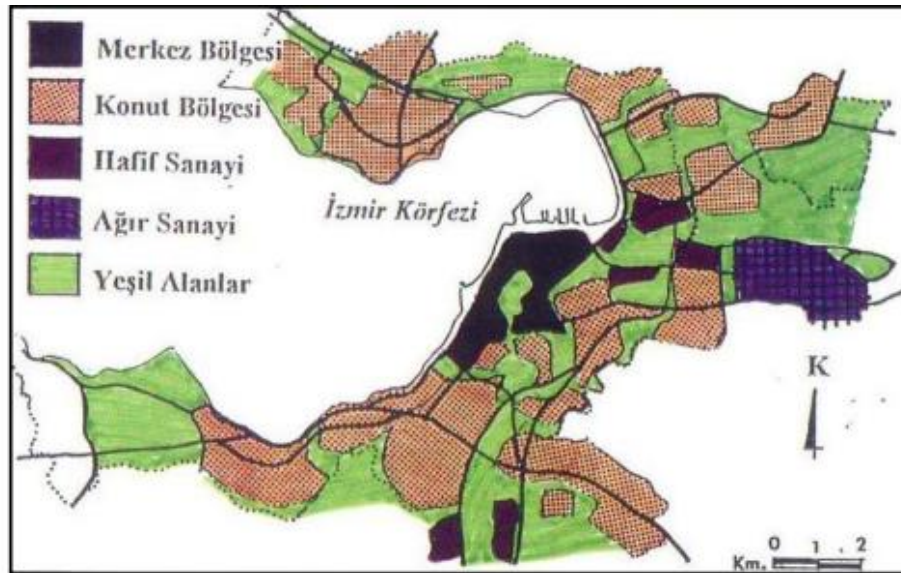 Merkez Bölgesi
Konut Bölgesi
Hafif Sanayi
Ağır Sanayi
Yeşil Alanlar
İzmir Körfezi
K
0 1 2
Km.